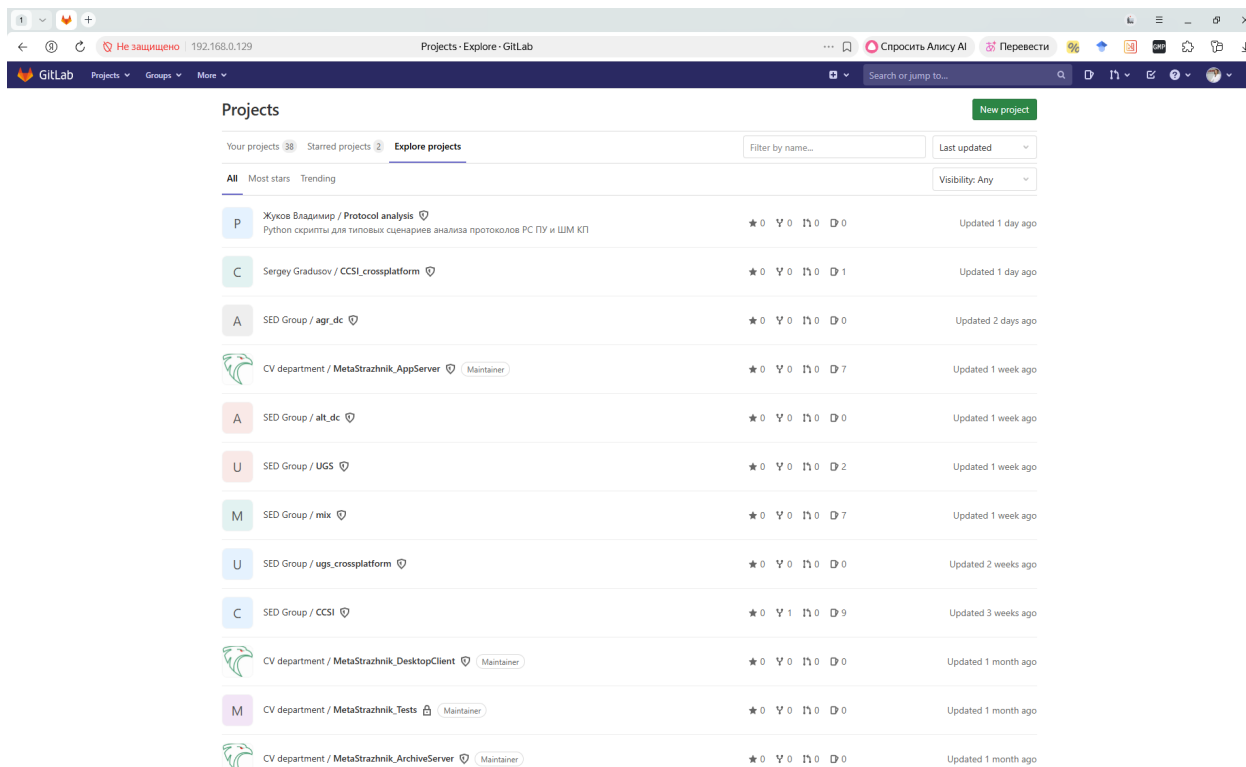 1
Не защищено 192.168.0.129 Projects · Explore · GitLab Спросить Алису AI Перевести GMP
GitLab Projects Groups More Search or jump to...
Projects New project
Your projects 38 Starred projects 2 Explore projects Filter by name... Last updated
All Most stars Trending Visibility: Any
P Жуков Владимир / Protocol analysis 0 0 0 0 Updated 1 day ago
Python скрипты для типовых сценариев анализа протоколов РС ПУ и ШМ КП
C Sergey Gradusov / CCSI_crossplatform 0 0 0 1 Updated 1 day ago
A SED Group / agr_dc 0 0 0 0 Updated 2 days ago
CV department / MetaStrazhnik_AppServer Maintainer 0 0 0 7 Updated 1 week ago
A SED Group / alt_dc 0 0 0 0 Updated 1 week ago
U SED Group / UGS 0 0 0 2 Updated 1 week ago
M SED Group / mix 0 0 0 7 Updated 1 week ago
U SED Group / ugs_crossplatform 0 0 0 0 Updated 2 weeks ago
C SED Group / CCSI 0 1 0 9 Updated 3 weeks ago
CV department / MetaStrazhnik_DesktopClient Maintainer 0 0 0 0 Updated 1 month ago
M CV department / MetaStrazhnik_Tests Maintainer 0 0 0 0 Updated 1 month ago
CV department / MetaStrazhnik_ArchiveServer Maintainer 0 0 0 0 Updated 1 month ago